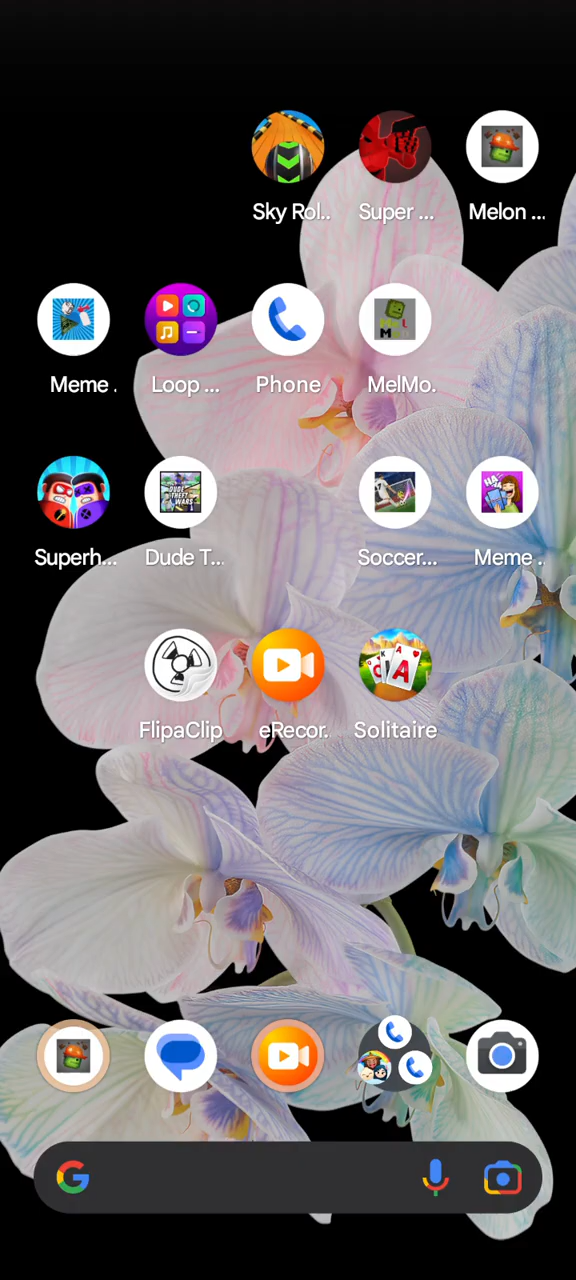 Sky Rol..
Super ...
Melon ...
Meme .
Loop ...
Phone
MelMo.
Superh...
Dude T...
Soccer...
Meme .
FlipaClip
eRecor.
Solitaire